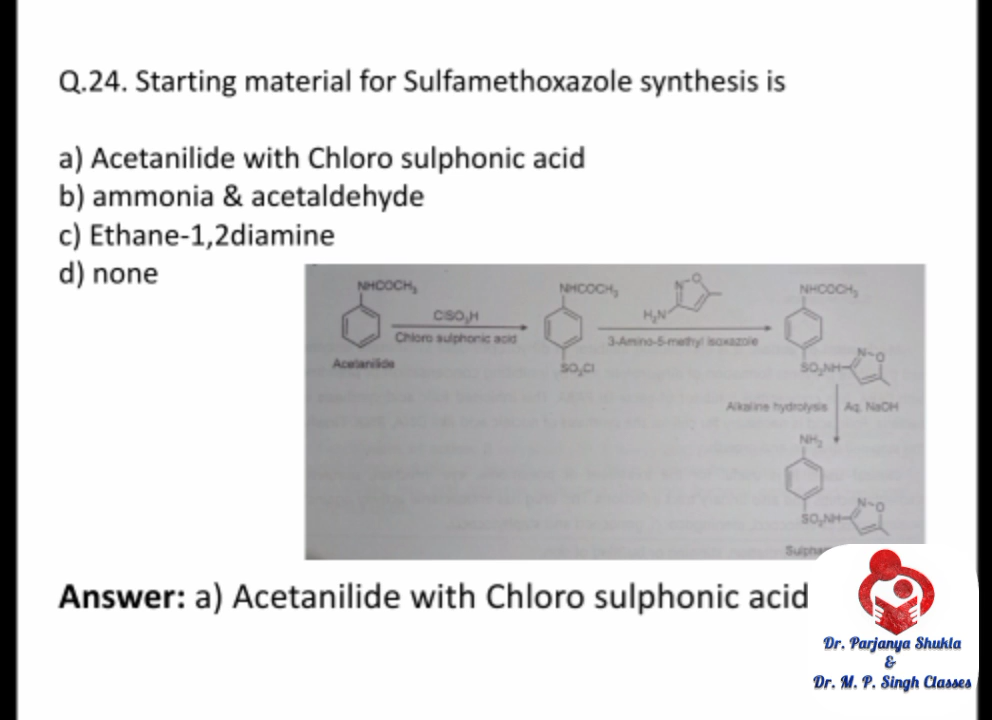 Q.24. Starting material for Sulfamethoxazole synthesis is
a) Acetanilide with Chloro sulphonic acid
b) ammonia & acetaldehyde
c) Ethane-1,2diamine
d) none
NHCOCH₃
Acetanilide
ClSO₃H
Chloro sulphonic acid
NHCOCH₃
SO₂Cl
H₂N
N-O
3-Amino-5-methyl isoxazole
NHCOCH₃
SO₂NH
N-O
Alkaline hydrolysis
Aq. NaOH
NH₂
SO₂NH
N-O
Answer: a) Acetanilide with Chloro sulphonic acid
Dr. Parjanya Shukla
&
Dr. M. P. Singh Classes